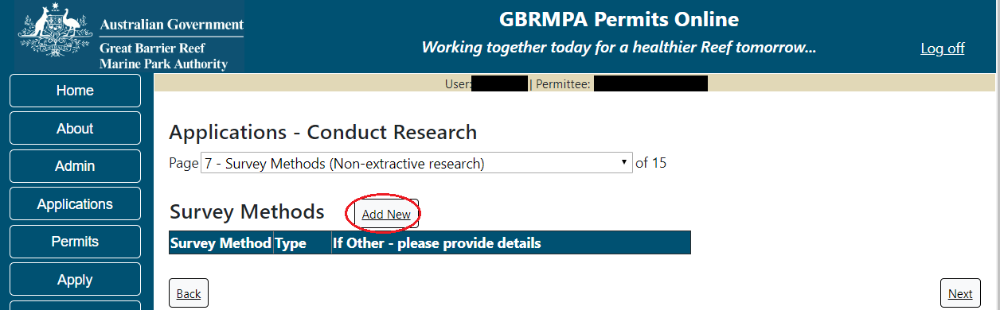 Australian Government
Great Barrier Reef
Marine Park Authority
GBRMPA Permits Online
Working together today for a healthier Reef tomorrow...
Log off
Home
About
Admin
Applications
Permits
Apply
User: | Permittee:
Applications - Conduct Research
Page 7 - Survey Methods (Non-extractive research) of 15
Survey Methods Add New
Survey Method Type If Other - please provide details
Back Next